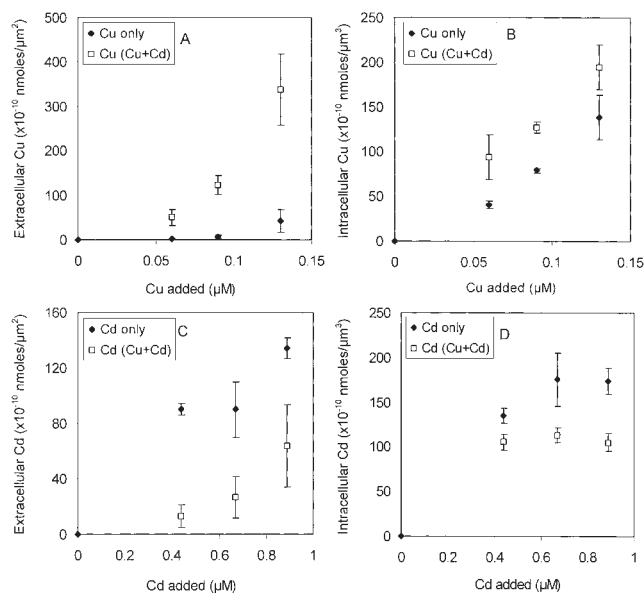 A
Cu only
Cu (Cu+Cd)
Extracellular Cu (x10⁻¹⁰ nmoles/µm²)
500
400
300
200
100
0
0 0.05 0.1 0.15
Cu added (µM)
B
Cu only
Cu (Cu+Cd)
Intracellular Cu (x10⁻¹⁰ nmoles/µm³)
250
200
150
100
50
0
0 0.05 0.1 0.15
Cu added (µM)
C
Cd only
Cd (Cu+Cd)
Extracellular Cd (x10⁻¹⁰ nmoles/µm²)
160
120
80
40
0
0 0.2 0.4 0.6 0.8 1
Cd added (µM)
D
Cd only
Cd (Cu+Cd)
Intracellular Cd (x10⁻¹⁰ nmoles/µm³)
250
200
150
100
50
0
0 0.2 0.4 0.6 0.8 1
Cd added (µM)